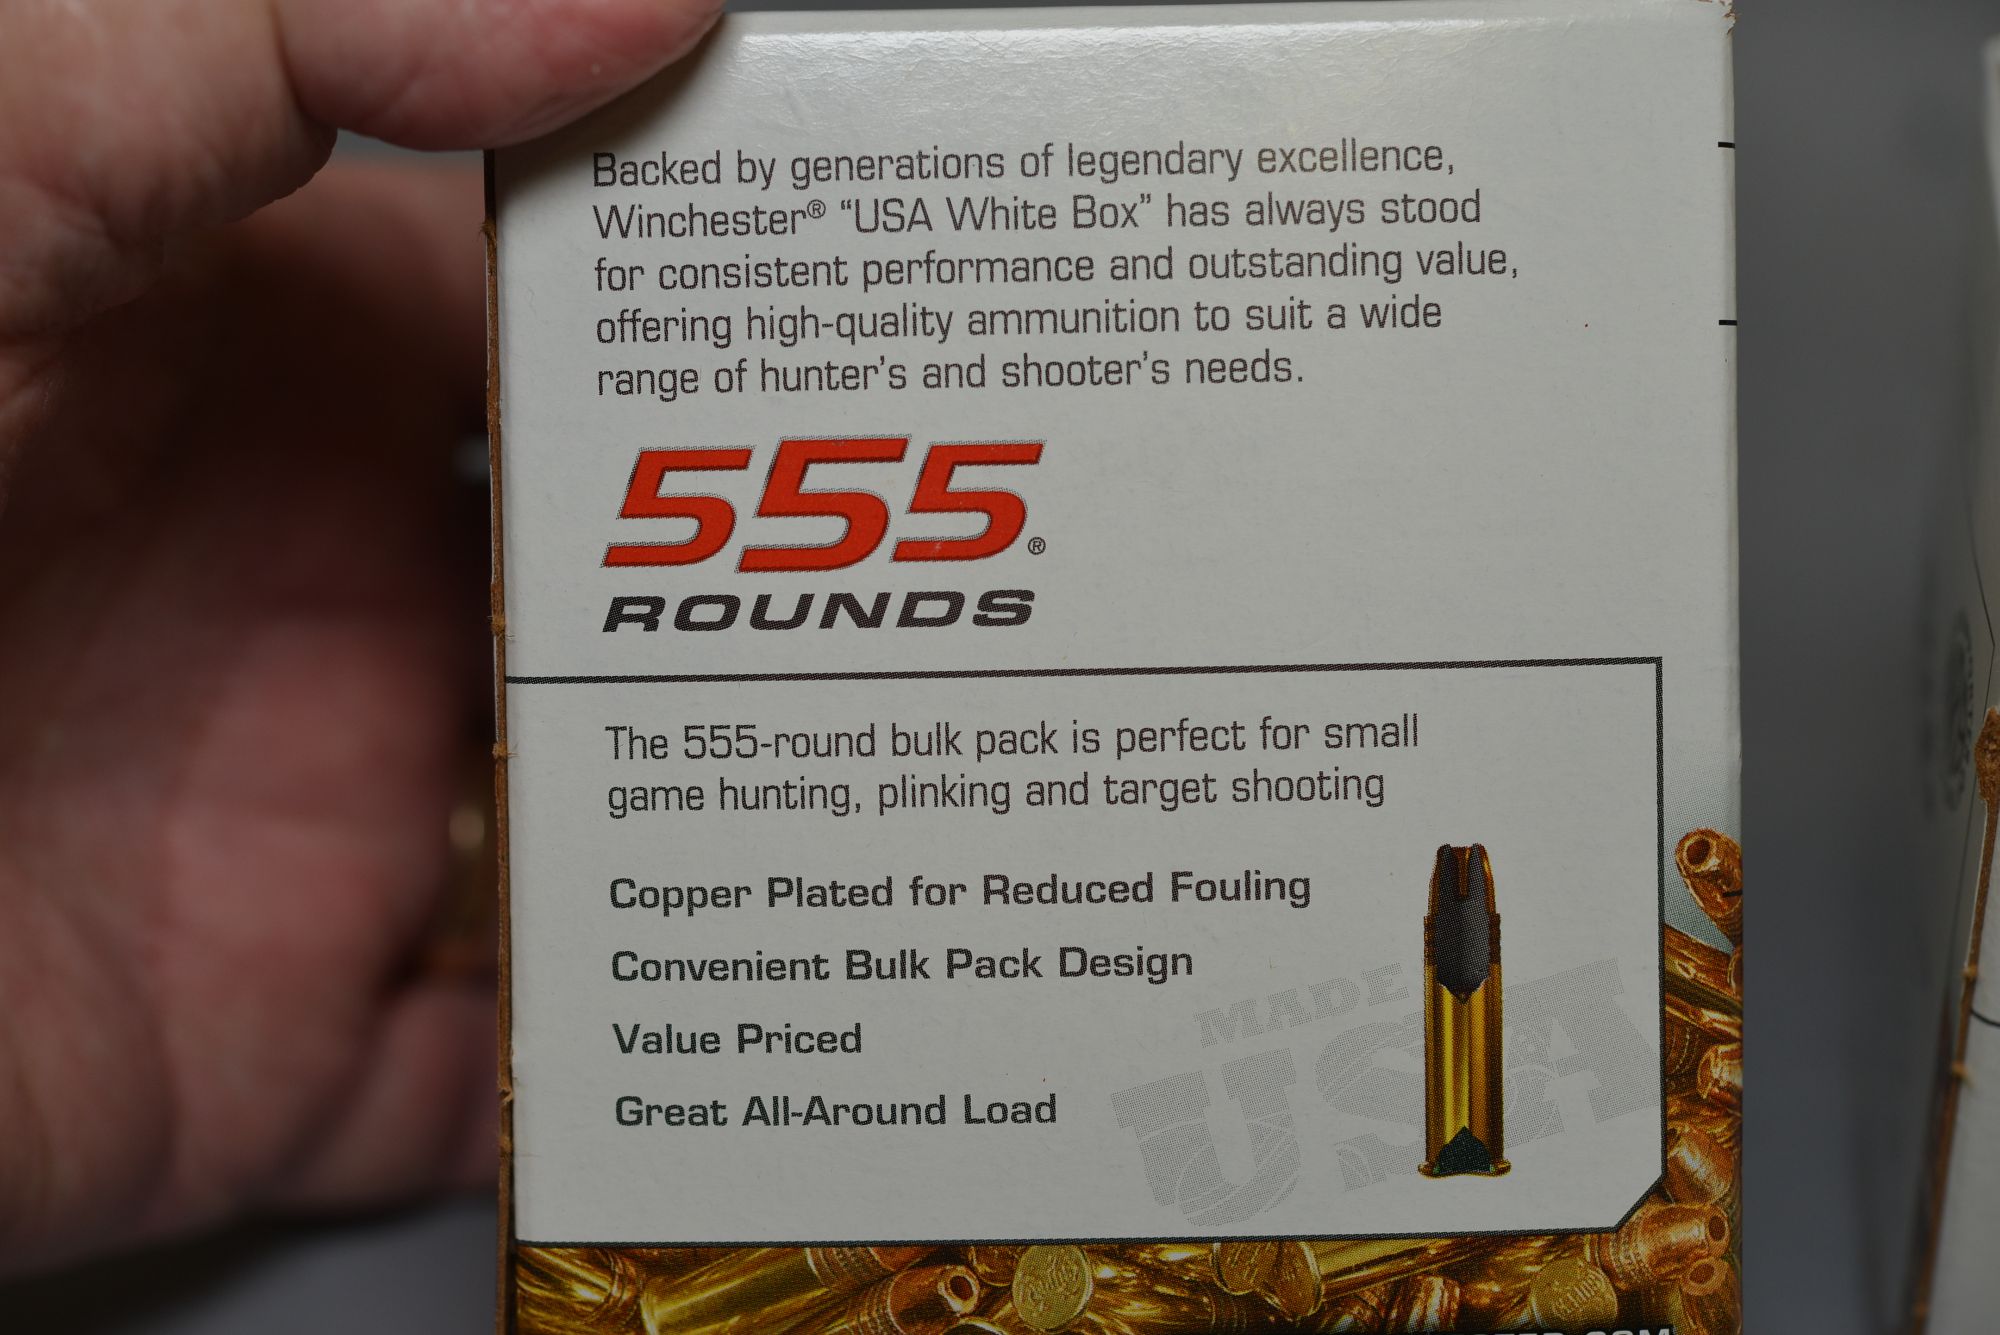 Backed by generations of legendary excellence,
Winchester® “USA White Box” has always stood
for consistent performance and outstanding value,
offering high-quality ammunition to suit a wide
range of hunter’s and shooter’s needs.
555®
ROUNDS
The 555-round bulk pack is perfect for small
game hunting, plinking and target shooting
Copper Plated for Reduced Fouling
Convenient Bulk Pack Design
Value Priced
Great All-Around Load
MADE
USA